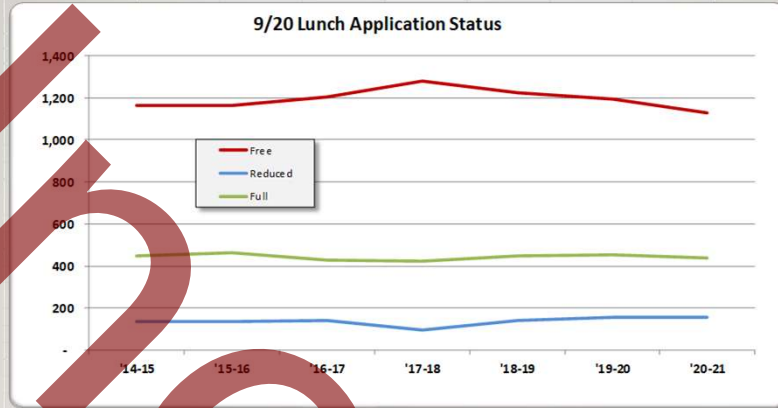 9/20 Lunch Application Status
1,400
1,200
1,000
800
600
400
200
-
Free
Reduced
Full
'14-15 '15-16 '16-17 '17-18 '18-19 '19-20 '20-21